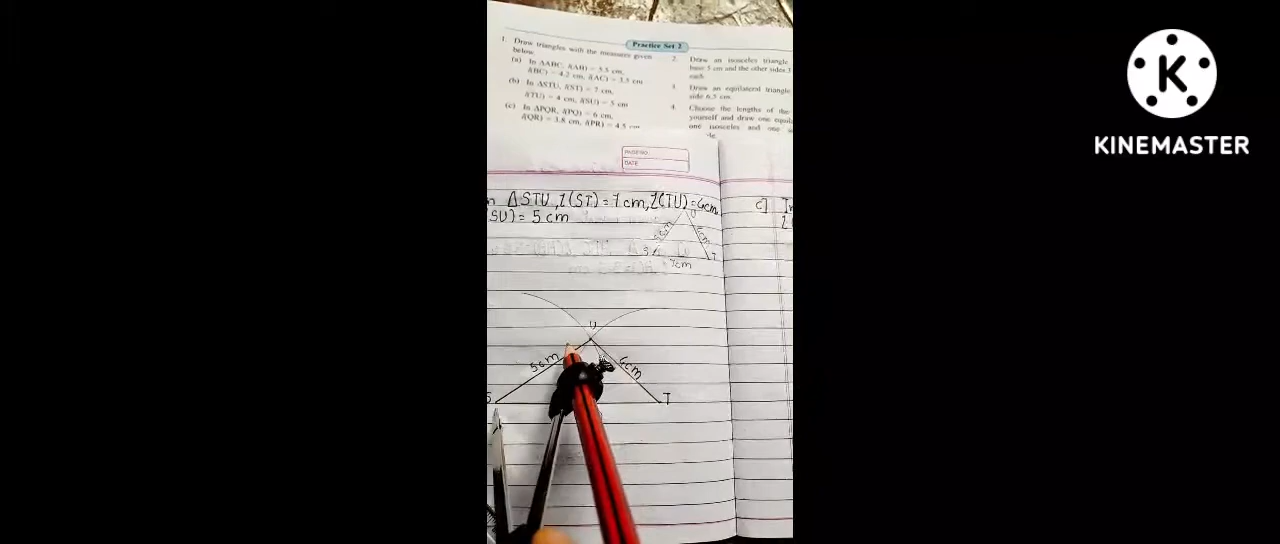 Practice Set 2
1. Draw triangles with the measures given
below.
(a) In ΔABC, l(AB) = 5.5 cm,
l(BC) = 4.2 cm, l(AC) = 3.5 cm
(b) In ΔSTU, l(ST) = 7 cm,
l(TU) = 4 cm, l(SU) = 5 cm
(c) In ΔPQR, l(PQ) = 6 cm,
l(QR) = 3.8 cm, l(PR) = 4.5 cm
2. Draw an isosceles triangle
base 5 cm and the other sides 3
each.
3. Draw an equilateral triangle
side 6.5 cm.
4. Choose the lengths of the
yourself and draw one equila
one isosceles and one
PAGE NO.
DATE
n ΔSTU, l(ST) = 7 cm, l(TU) = 4cm
SU) = 5 cm
U
5cm
4cm
S
T
7cm
c]
U
5cm
4cm
S
T
K
KINEMASTER